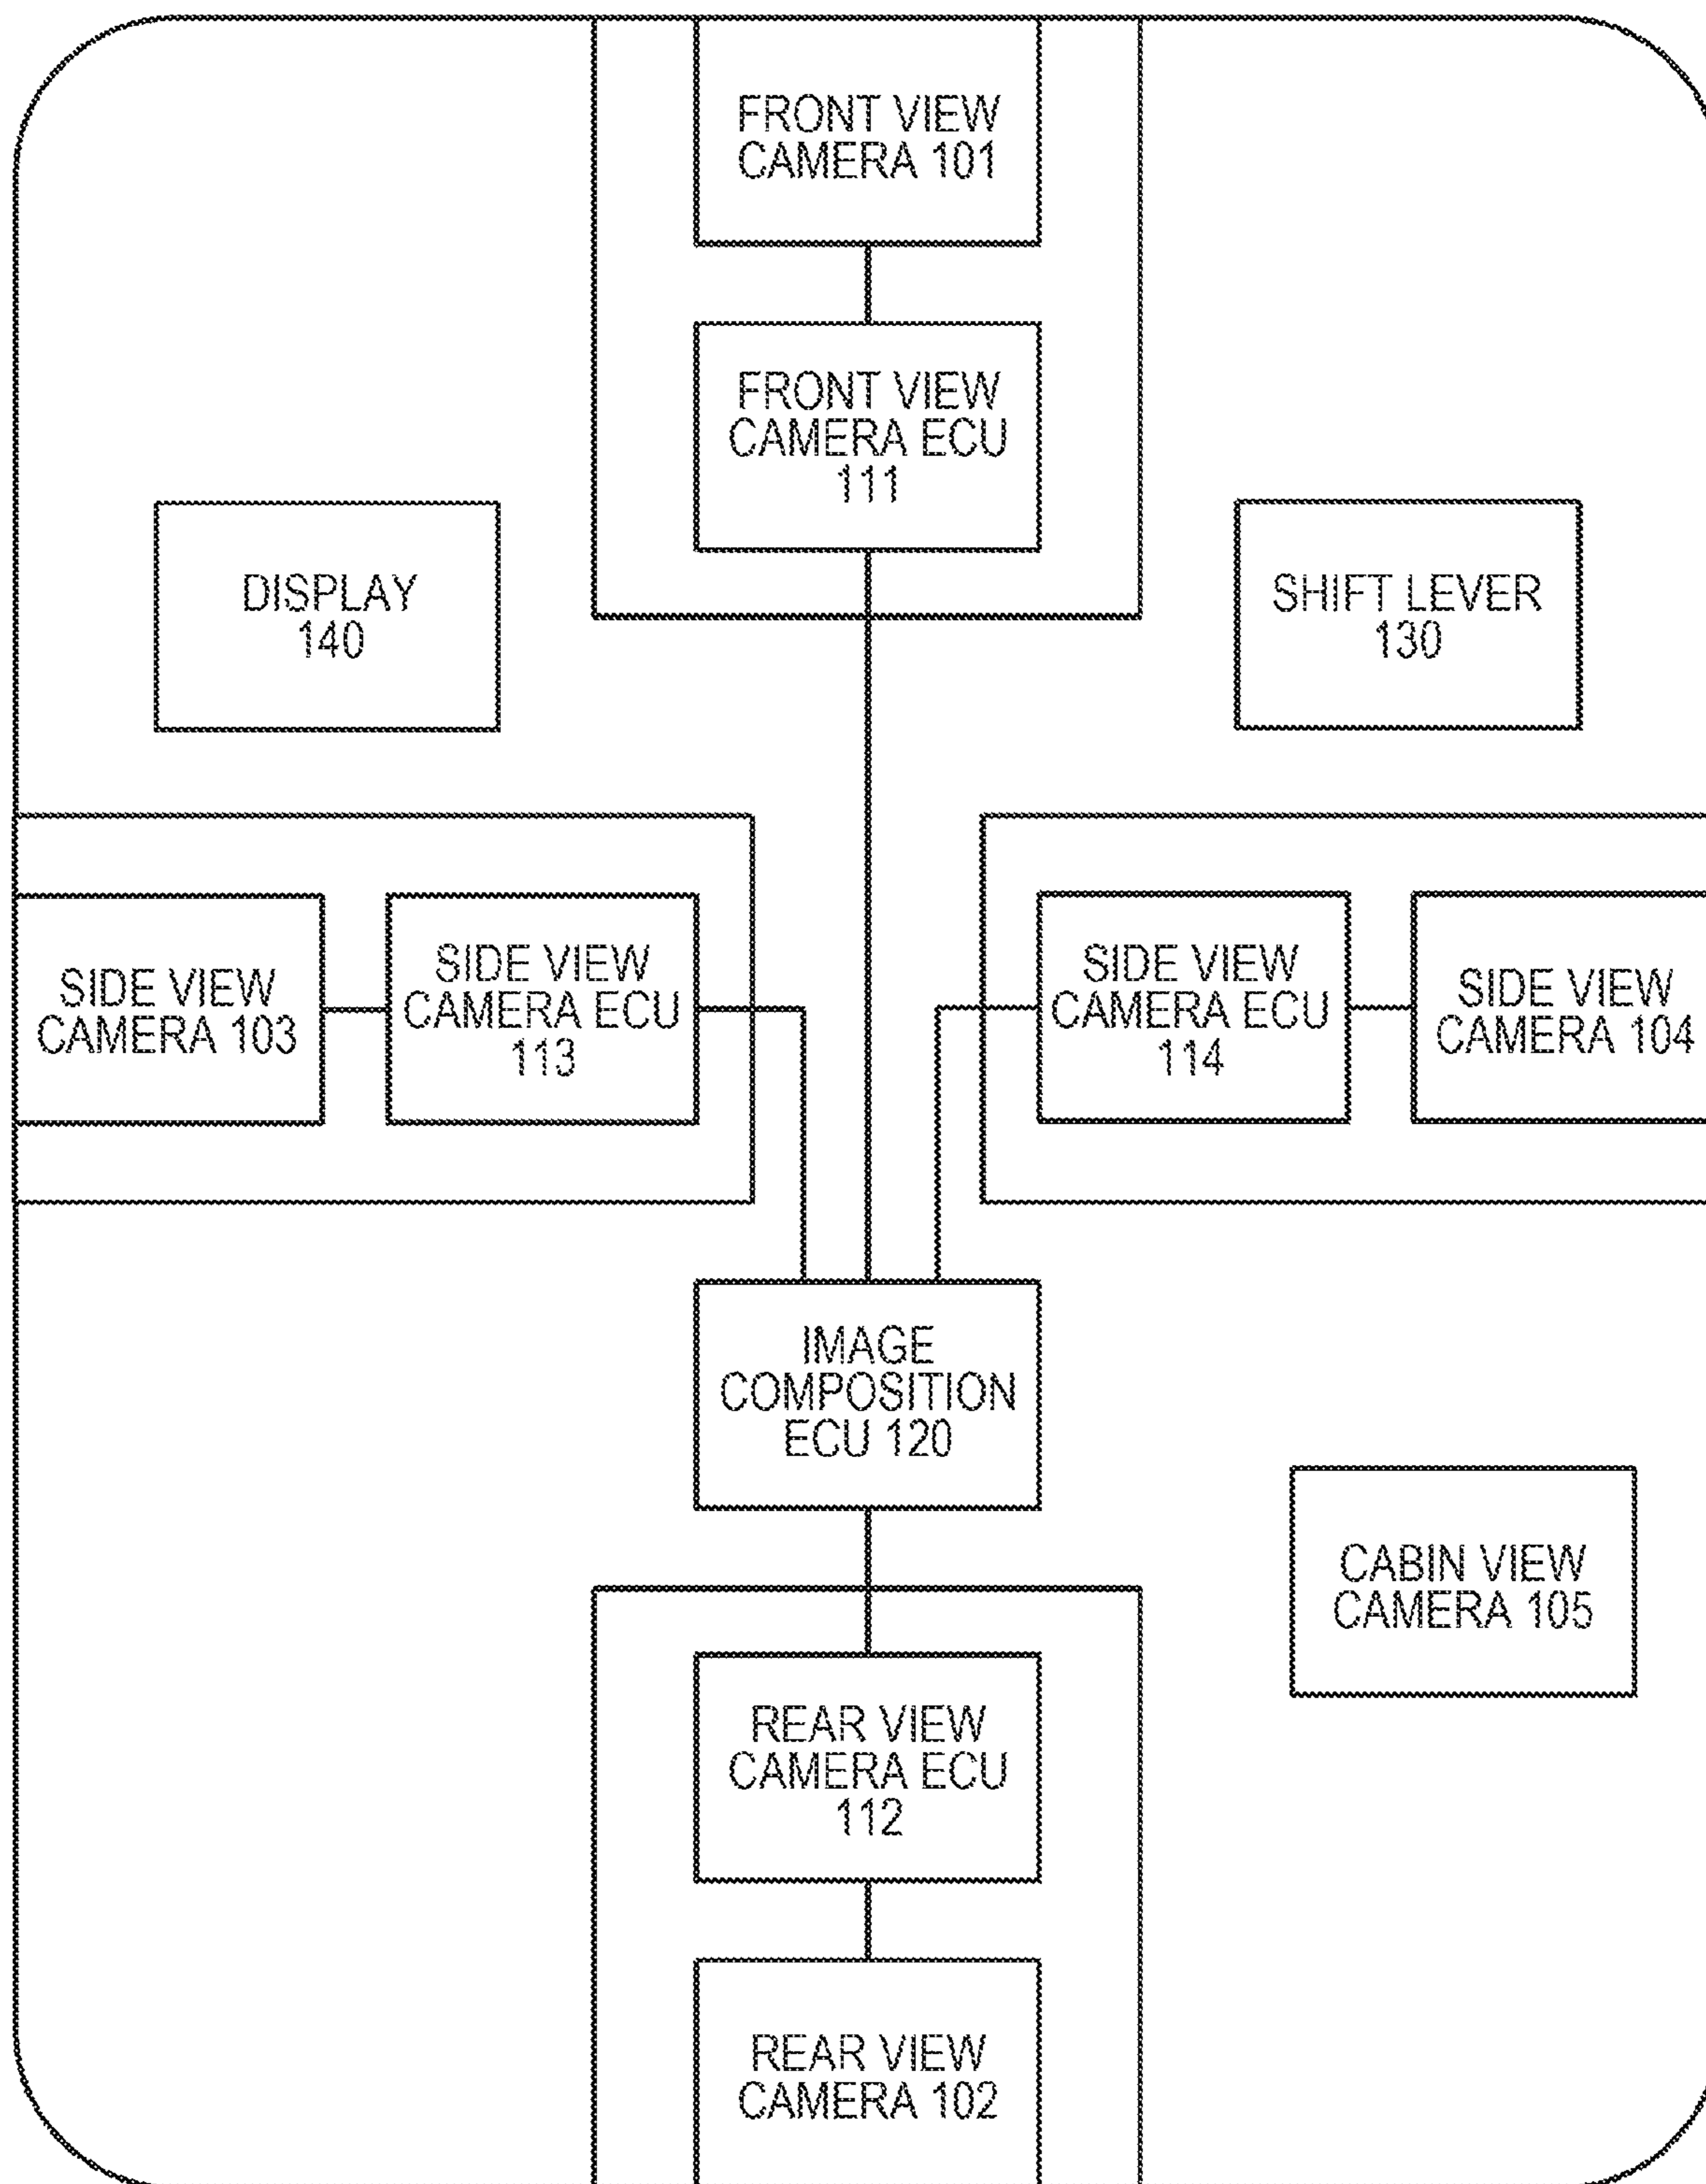 FRONT VIEW
CAMERA 101
FRONT VIEW
CAMERA ECU
111
DISPLAY
140
SHIFT LEVER
130
SIDE VIEW
CAMERA 103
SIDE VIEW
CAMERA ECU
113
SIDE VIEW
CAMERA ECU
114
SIDE VIEW
CAMERA 104
IMAGE
COMPOSITION
ECU 120
CABIN VIEW
CAMERA 105
REAR VIEW
CAMERA ECU
112
REAR VIEW
CAMERA 102